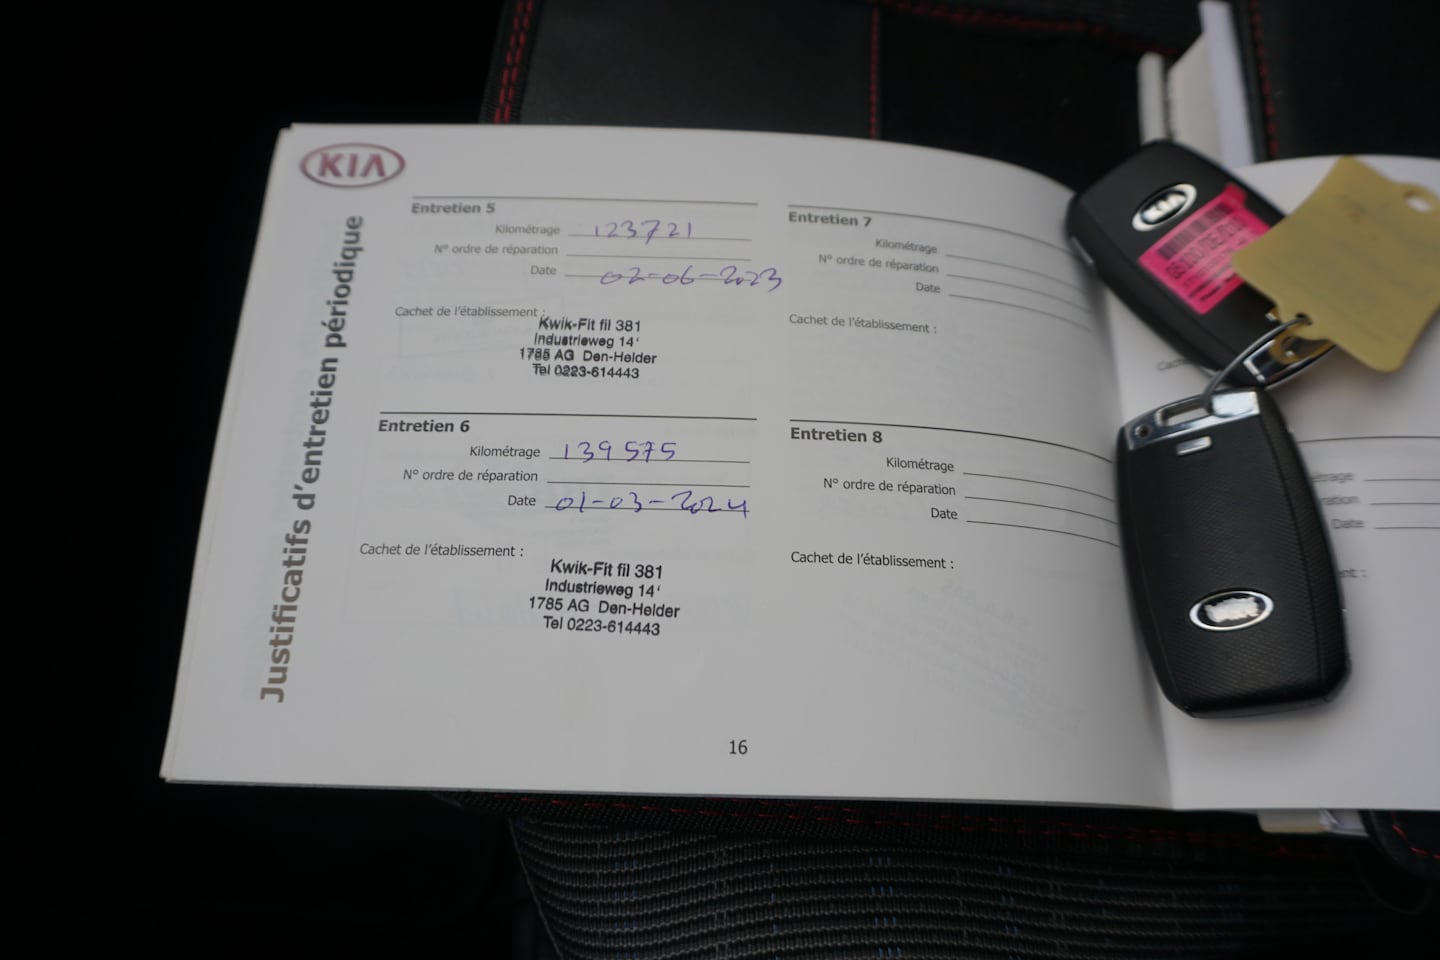 KIA
Justificatifs d'entretien périodique
Entretien 5
Kilométrage 123721
N° ordre de réparation
Date 02-06-2023
Cachet de l'établissement :
Kwik-Fit fil 381
Industrieweg 14'
1785 AG Den-Helder
Tel 0223-614443
Entretien 6
Kilométrage 139575
N° ordre de réparation
Date 01-03-2024
Cachet de l'établissement :
Kwik-Fit fil 381
Industrieweg 14'
1785 AG Den-Helder
Tel 0223-614443
Entretien 7
Kilométrage
N° ordre de réparation
Date
Cachet de l'établissement :
Entretien 8
Kilométrage
N° ordre de réparation
Date
Cachet de l'établissement :
16
KIA
Date